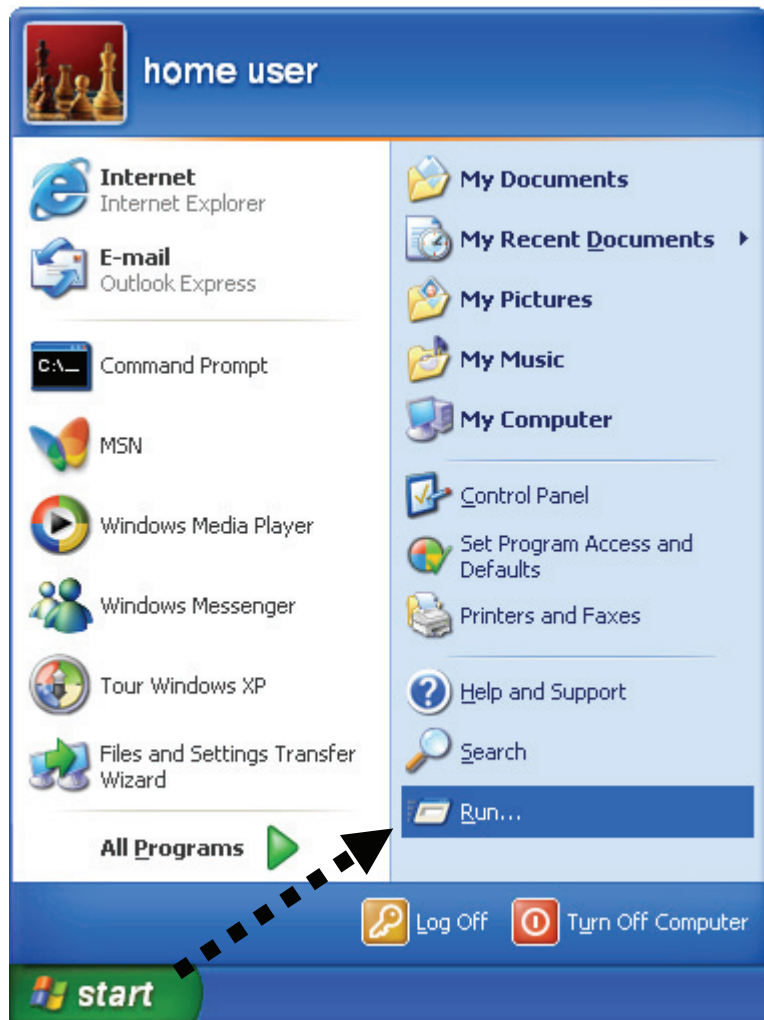 home user
Internet
Internet Explorer
E-mail
Outlook Express
C:\_
Command Prompt
MSN
Windows Media Player
Windows Messenger
Tour Windows XP
Files and Settings Transfer
Wizard
All Programs
My Documents
My Recent Documents
My Pictures
My Music
My Computer
Control Panel
Set Program Access and
Defaults
Printers and Faxes
Help and Support
Search
Run...
Log Off
Turn Off Computer
start